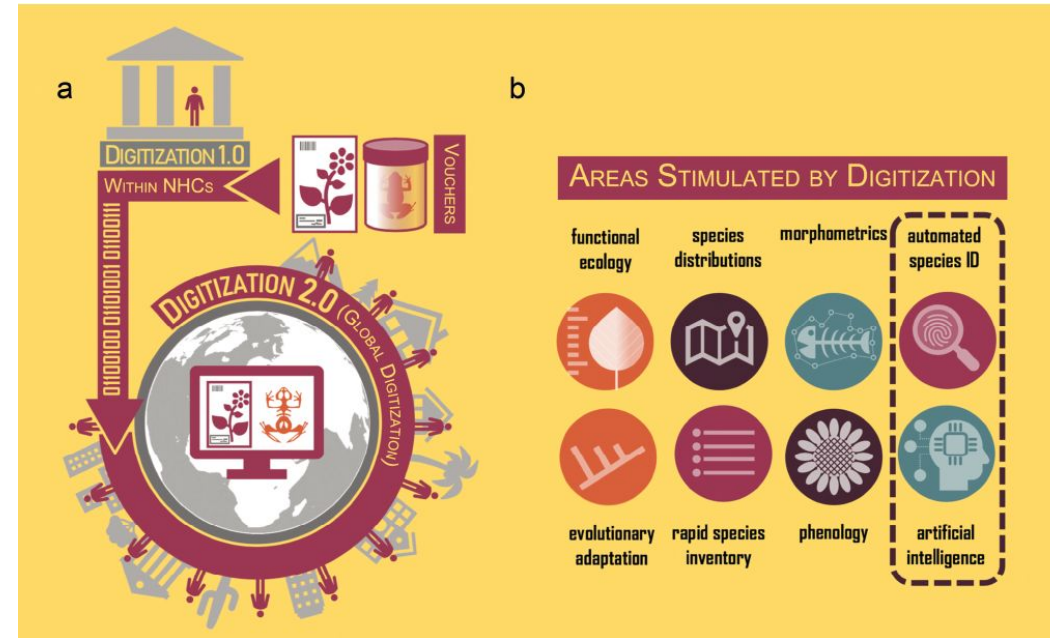 a
DIGITIZATION 1.0
WITHIN NHCS
VOUCHERS
01100100 01101001 01100111
DIGITIZATION 2.0 (GLOBAL DIGITIZATION)
b
AREAS STIMULATED BY DIGITIZATION
functional
ecology
species
distributions
morphometrics
automated
species ID
evolutionary
adaptation
rapid species
inventory
phenology
artificial
intelligence